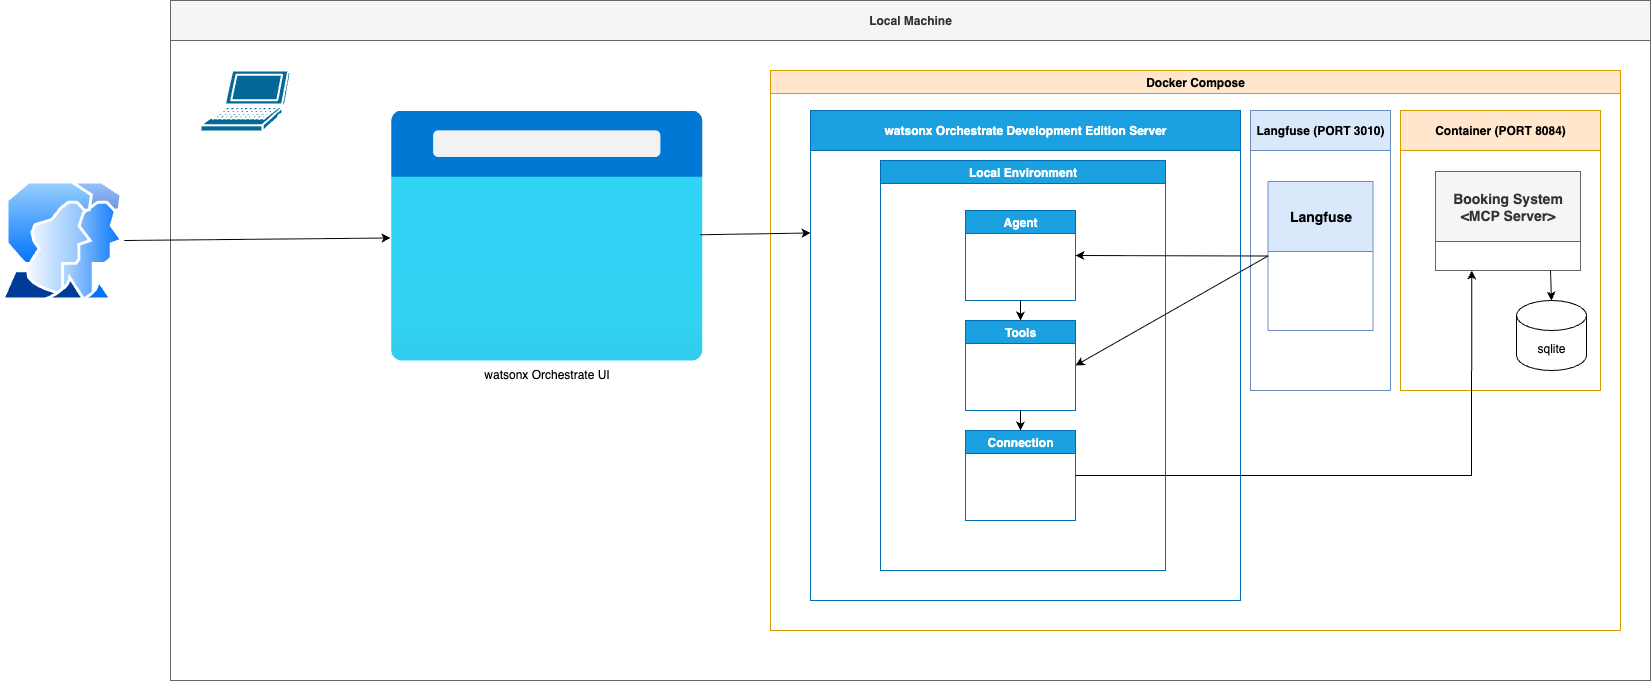 Local Machine
Docker Compose
watsonx Orchestrate Development Edition Server
Langfuse (PORT 3010)
Container (PORT 8084)
Local Environment
Agent
Tools
Connection
Langfuse
Booking System
<MCP Server>
sqlite
watsonx Orchestrate UI